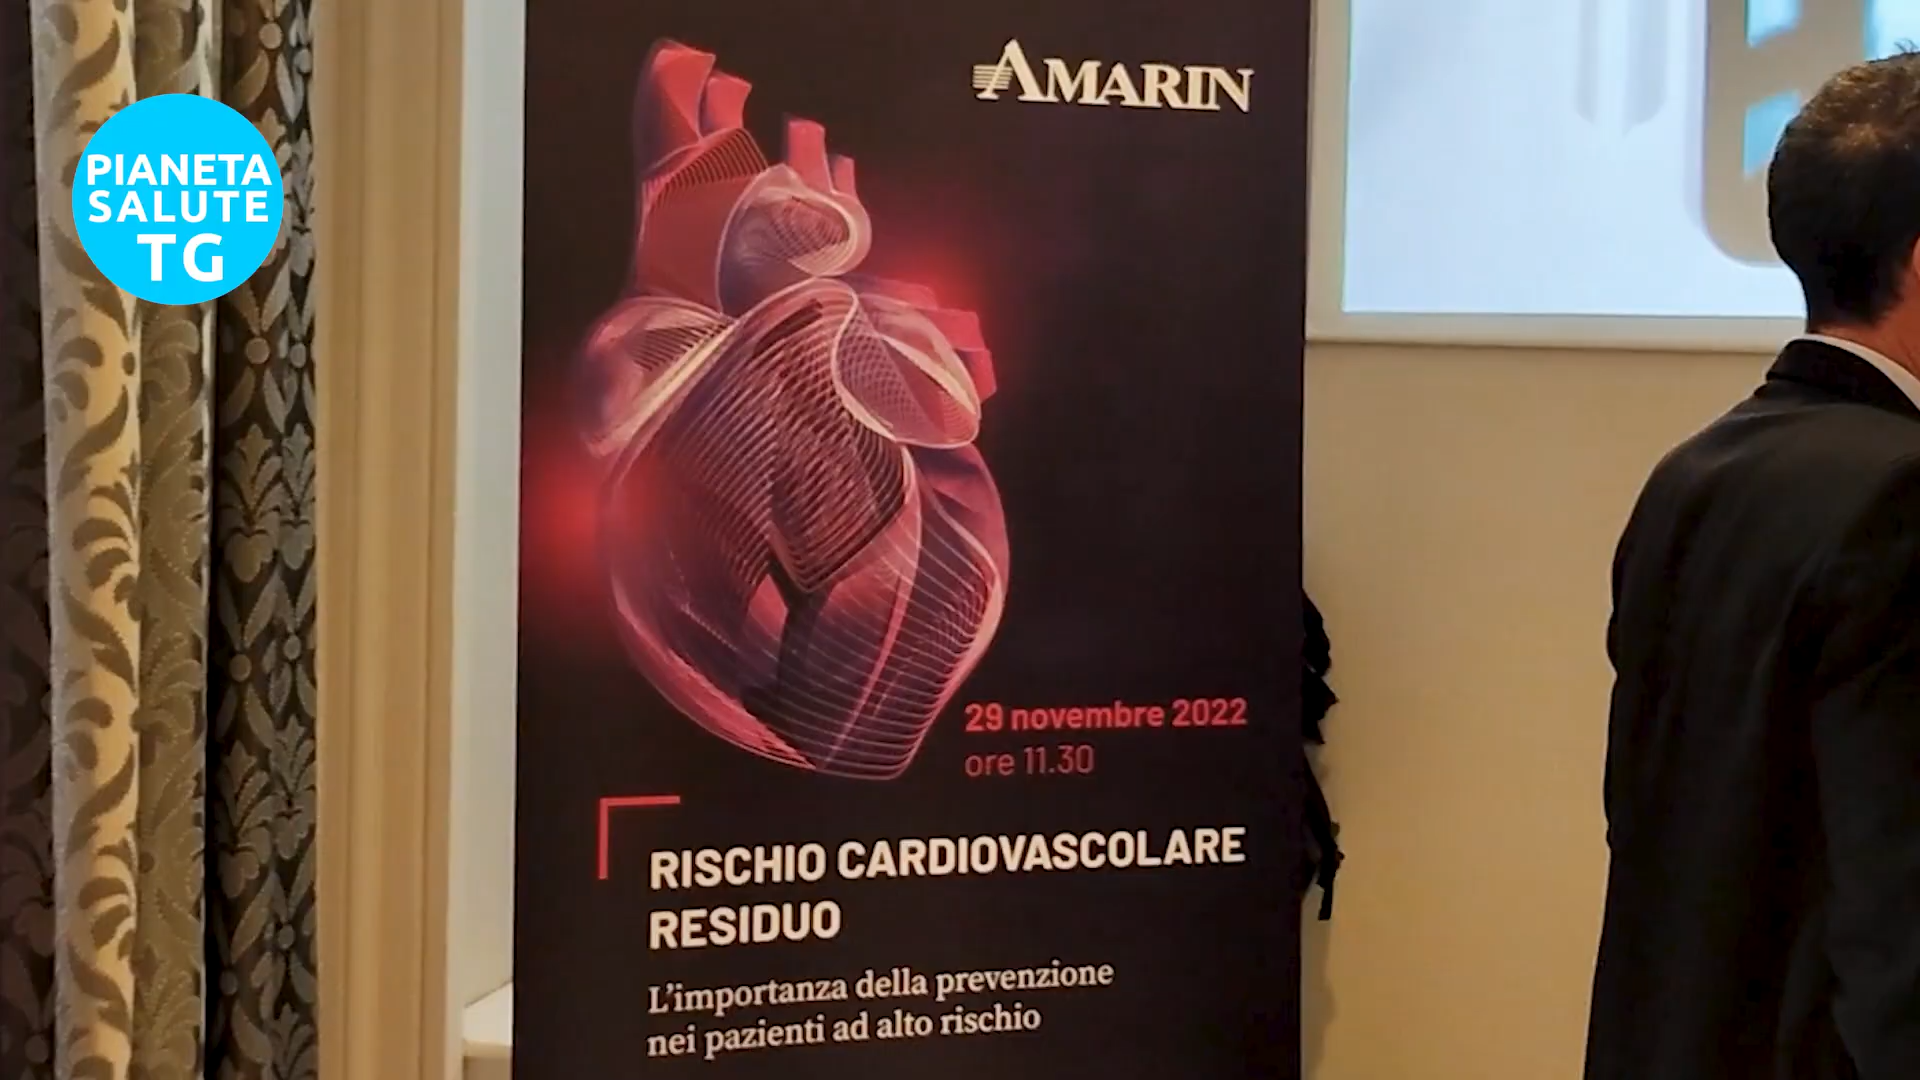 PIANETA
SALUTE
TG
AMARIN
29 novembre 2022
ore 11.30
RISCHIO CARDIOVASCOLARE
RESIDUO
L'importanza della prevenzione
nei pazienti ad alto rischio